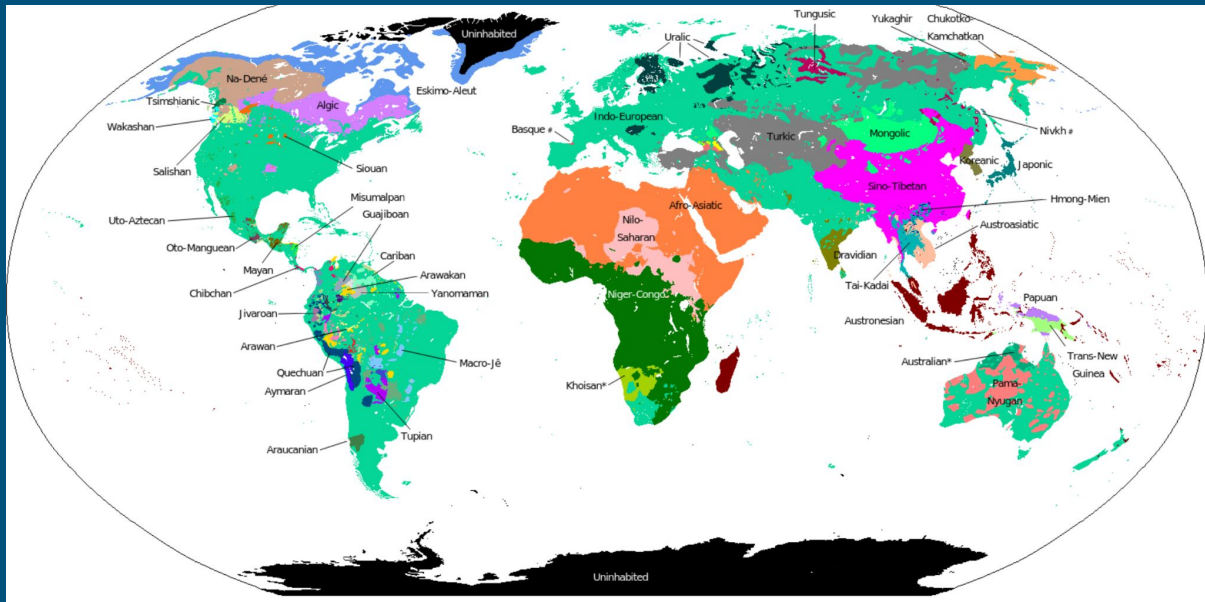 Uninhabited
Tungusic
Yukaghir
Chukotko-
Kamchatkan
Uralic
Na-Dené
Eskimo-Aleut
Tsimshianic
Algic
Wakashan
Indo-European
Basque #
Turkic
Mongolic
Nivkh #
Koreanic
Japonic
Salishan
Siouan
Sino-Tibetan
Misumalpan
Guajiboan
Hmong-Mien
Afro-Asiatic
Uto-Aztecan
Nilo-
Saharan
Austroasiatic
Oto-Manguean
Cariban
Dravidian
Mayan
Arawakan
Tai-Kadai
Chibchan
Yanomaman
Niger-Congo
Papuan
Jivaroan
Austronesian
Arawan
Macro-Jê
Australian*
Trans-New
Guinea
Quechuan
Khoisan*
Pama-
Nyugan
Aymaran
Tupian
Araucanian
Uninhabited